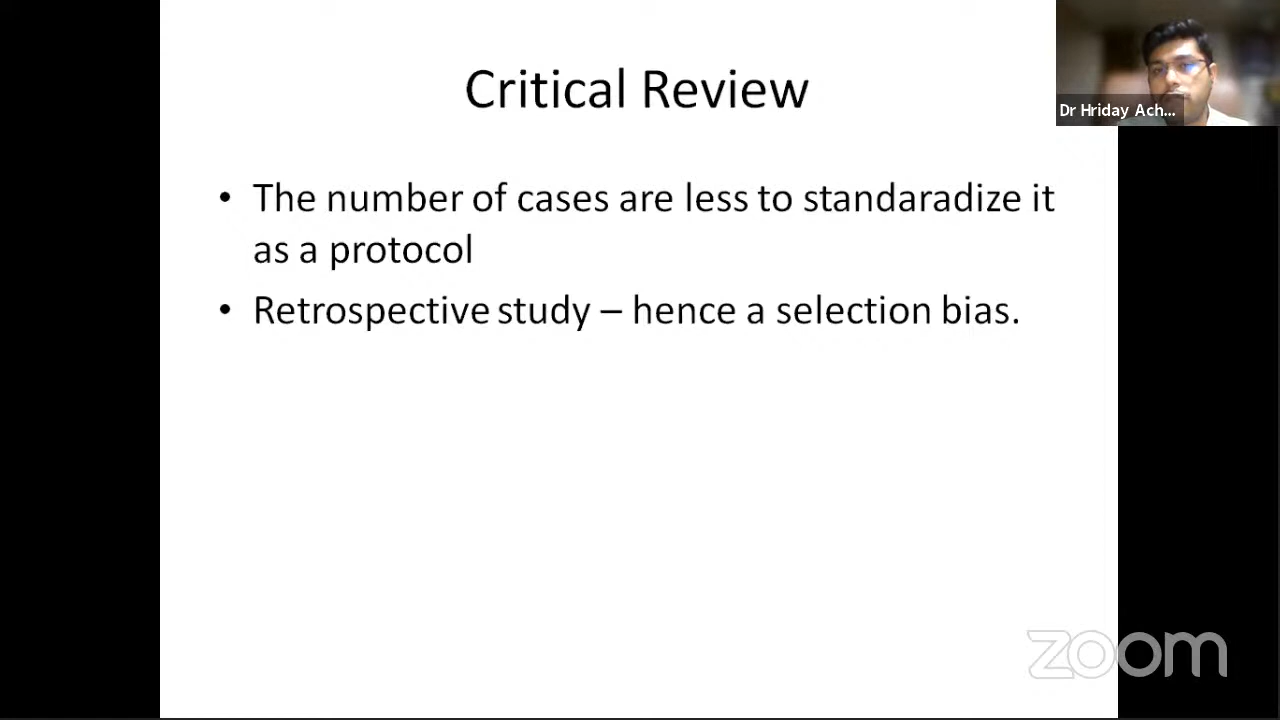 Critical Review
Dr Hriday Ach...
• The number of cases are less to standaradize it
as a protocol
• Retrospective study – hence a selection bias.
zoom